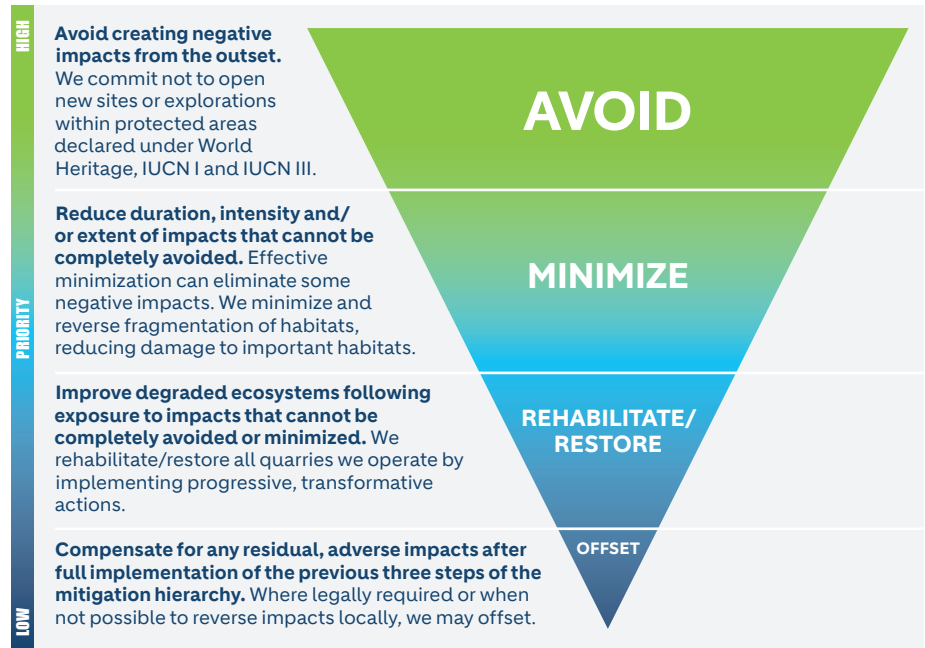 HIGH
Avoid creating negative
impacts from the outset.
We commit not to open
new sites or explorations
within protected areas
declared under World
Heritage, IUCN I and IUCN III.
AVOID
Reduce duration, intensity and/
or extent of impacts that cannot be
completely avoided. Effective
minimization can eliminate some
negative impacts. We minimize and
reverse fragmentation of habitats,
reducing damage to important habitats.
MINIMIZE
PRIORITY
Improve degraded ecosystems following
exposure to impacts that cannot be
completely avoided or minimized. We
rehabilitate/restore all quarries we operate by
implementing progressive, transformative
actions.
REHABILITATE/
RESTORE
Compensate for any residual, adverse impacts after
full implementation of the previous three steps of the
mitigation hierarchy. Where legally required or when
not possible to reverse impacts locally, we may offset.
OFFSET
LOW